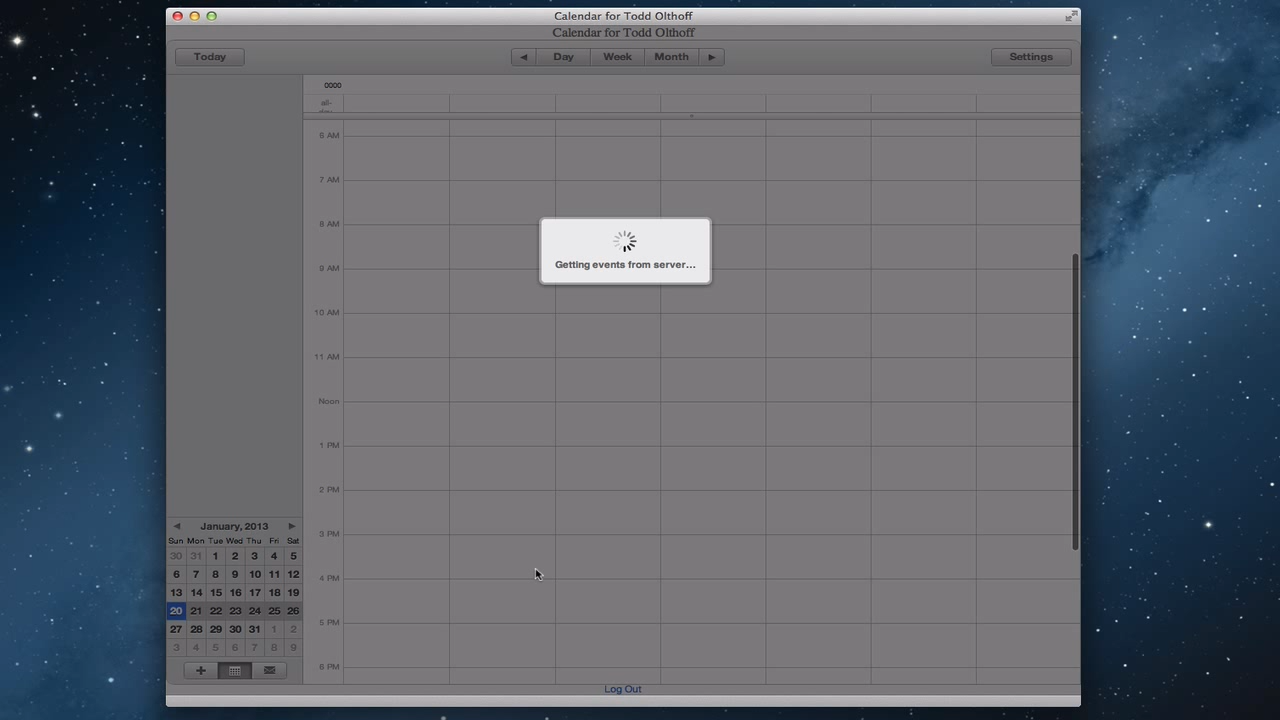 Calendar for Todd Olthoff
Calendar for Todd Olthoff
Today
Day Week Month
Settings
0000
all-
6 AM
7 AM
8 AM
Getting events from server...
9 AM
10 AM
11 AM
Noon
1 PM
2 PM
3 PM
4 PM
5 PM
6 PM
January, 2013
Sun Mon Tue Wed Thu Fri Sat
30 31 1 2 3 4 5
6 7 8 9 10 11 12
13 14 15 16 17 18 19
20 21 22 23 24 25 26
27 28 29 30 31 1 2
3 4 5 6 7 8 9
Log Out